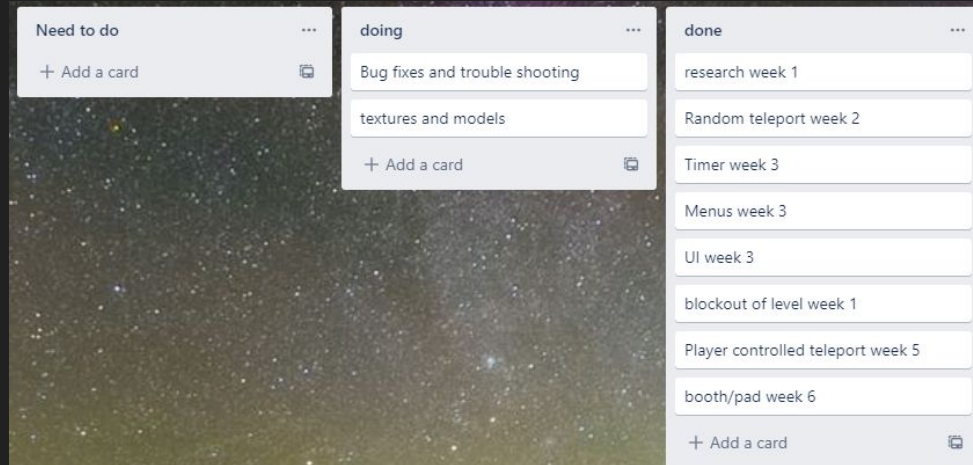 Need to do
+ Add a card
doing
Bug fixes and trouble shooting
textures and models
+ Add a card
done
research week 1
Random teleport week 2
Timer week 3
Menus week 3
UI week 3
blockout of level week 1
Player controlled teleport week 5
booth/pad week 6
+ Add a card